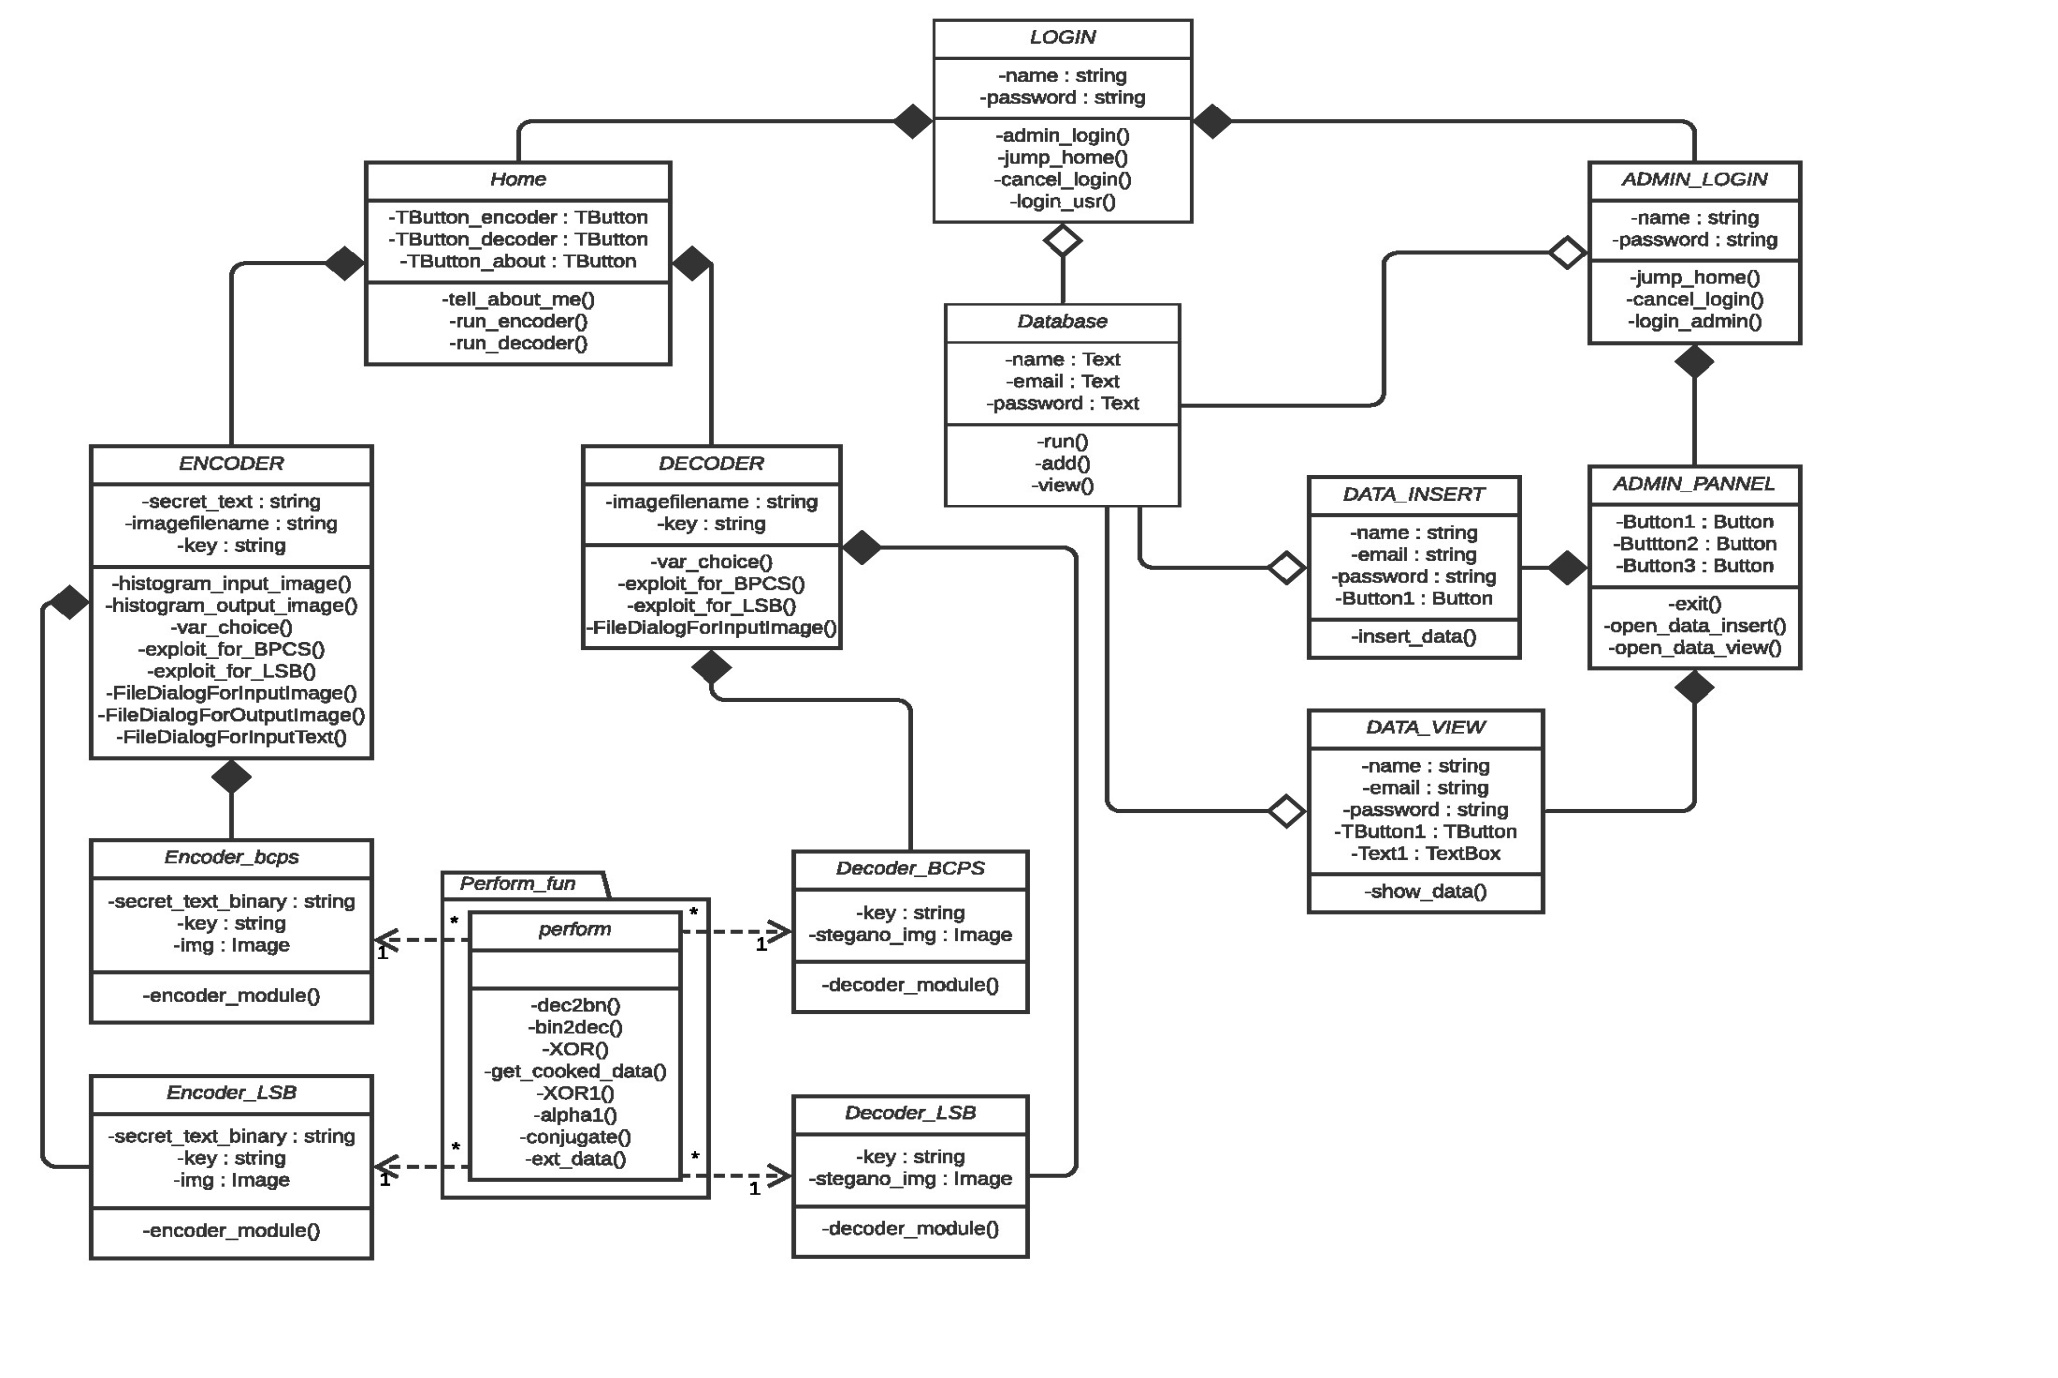 LOGIN
-name : string
-password : string
-admin_login()
-jump_home()
-cancel_login()
-login_usr()
Home
-TButton_encoder : TButton
-TButton_decoder : TButton
-TButton_about : TButton
-tell_about_me()
-run_encoder()
-run_decoder()
ADMIN_LOGIN
-name : string
-password : string
-jump_home()
-cancel_login()
-login_admin()
Database
-name : Text
-email : Text
-password : Text
-run()
-add()
-view()
ENCODER
-secret_text : string
-imagefilename : string
-key : string
-histogram_input_image()
-histogram_output_image()
-var_choice()
-exploit_for_BPCS()
-exploit_for_LSB()
-FileDialogForInputImage()
-FileDialogForOutputImage()
-FileDialogForInputText()
DECODER
-imagefilename : string
-key : string
-var_choice()
-exploit_for_BPCS()
-exploit_for_LSB()
-FileDialogForInputImage()
DATA_INSERT
-name : string
-email : string
-password : string
-Button1 : Button
-insert_data()
ADMIN_PANNEL
-Button1 : Button
-Buttton2 : Button
-Button3 : Button
-exit()
-open_data_insert()
-open_data_view()
DATA_VIEW
-name : string
-email : string
-password : string
-TButton1 : TButton
-Text1 : TextBox
-show_data()
Encoder_bcps
-secret_text_binary : string
-key : string
-img : Image
-encoder_module()
Perform_fun
perform
-dec2bn()
-bin2dec()
-XOR()
-get_cooked_data()
-XOR1()
-alpha1()
-conjugate()
-ext_data()
*
1
*
1
*
1
*
1
Decoder_BCPS
-key : string
-stegano_img : Image
-decoder_module()
Encoder_LSB
-secret_text_binary : string
-key : string
-img : Image
-encoder_module()
Decoder_LSB
-key : string
-stegano_img : Image
-decoder_module()